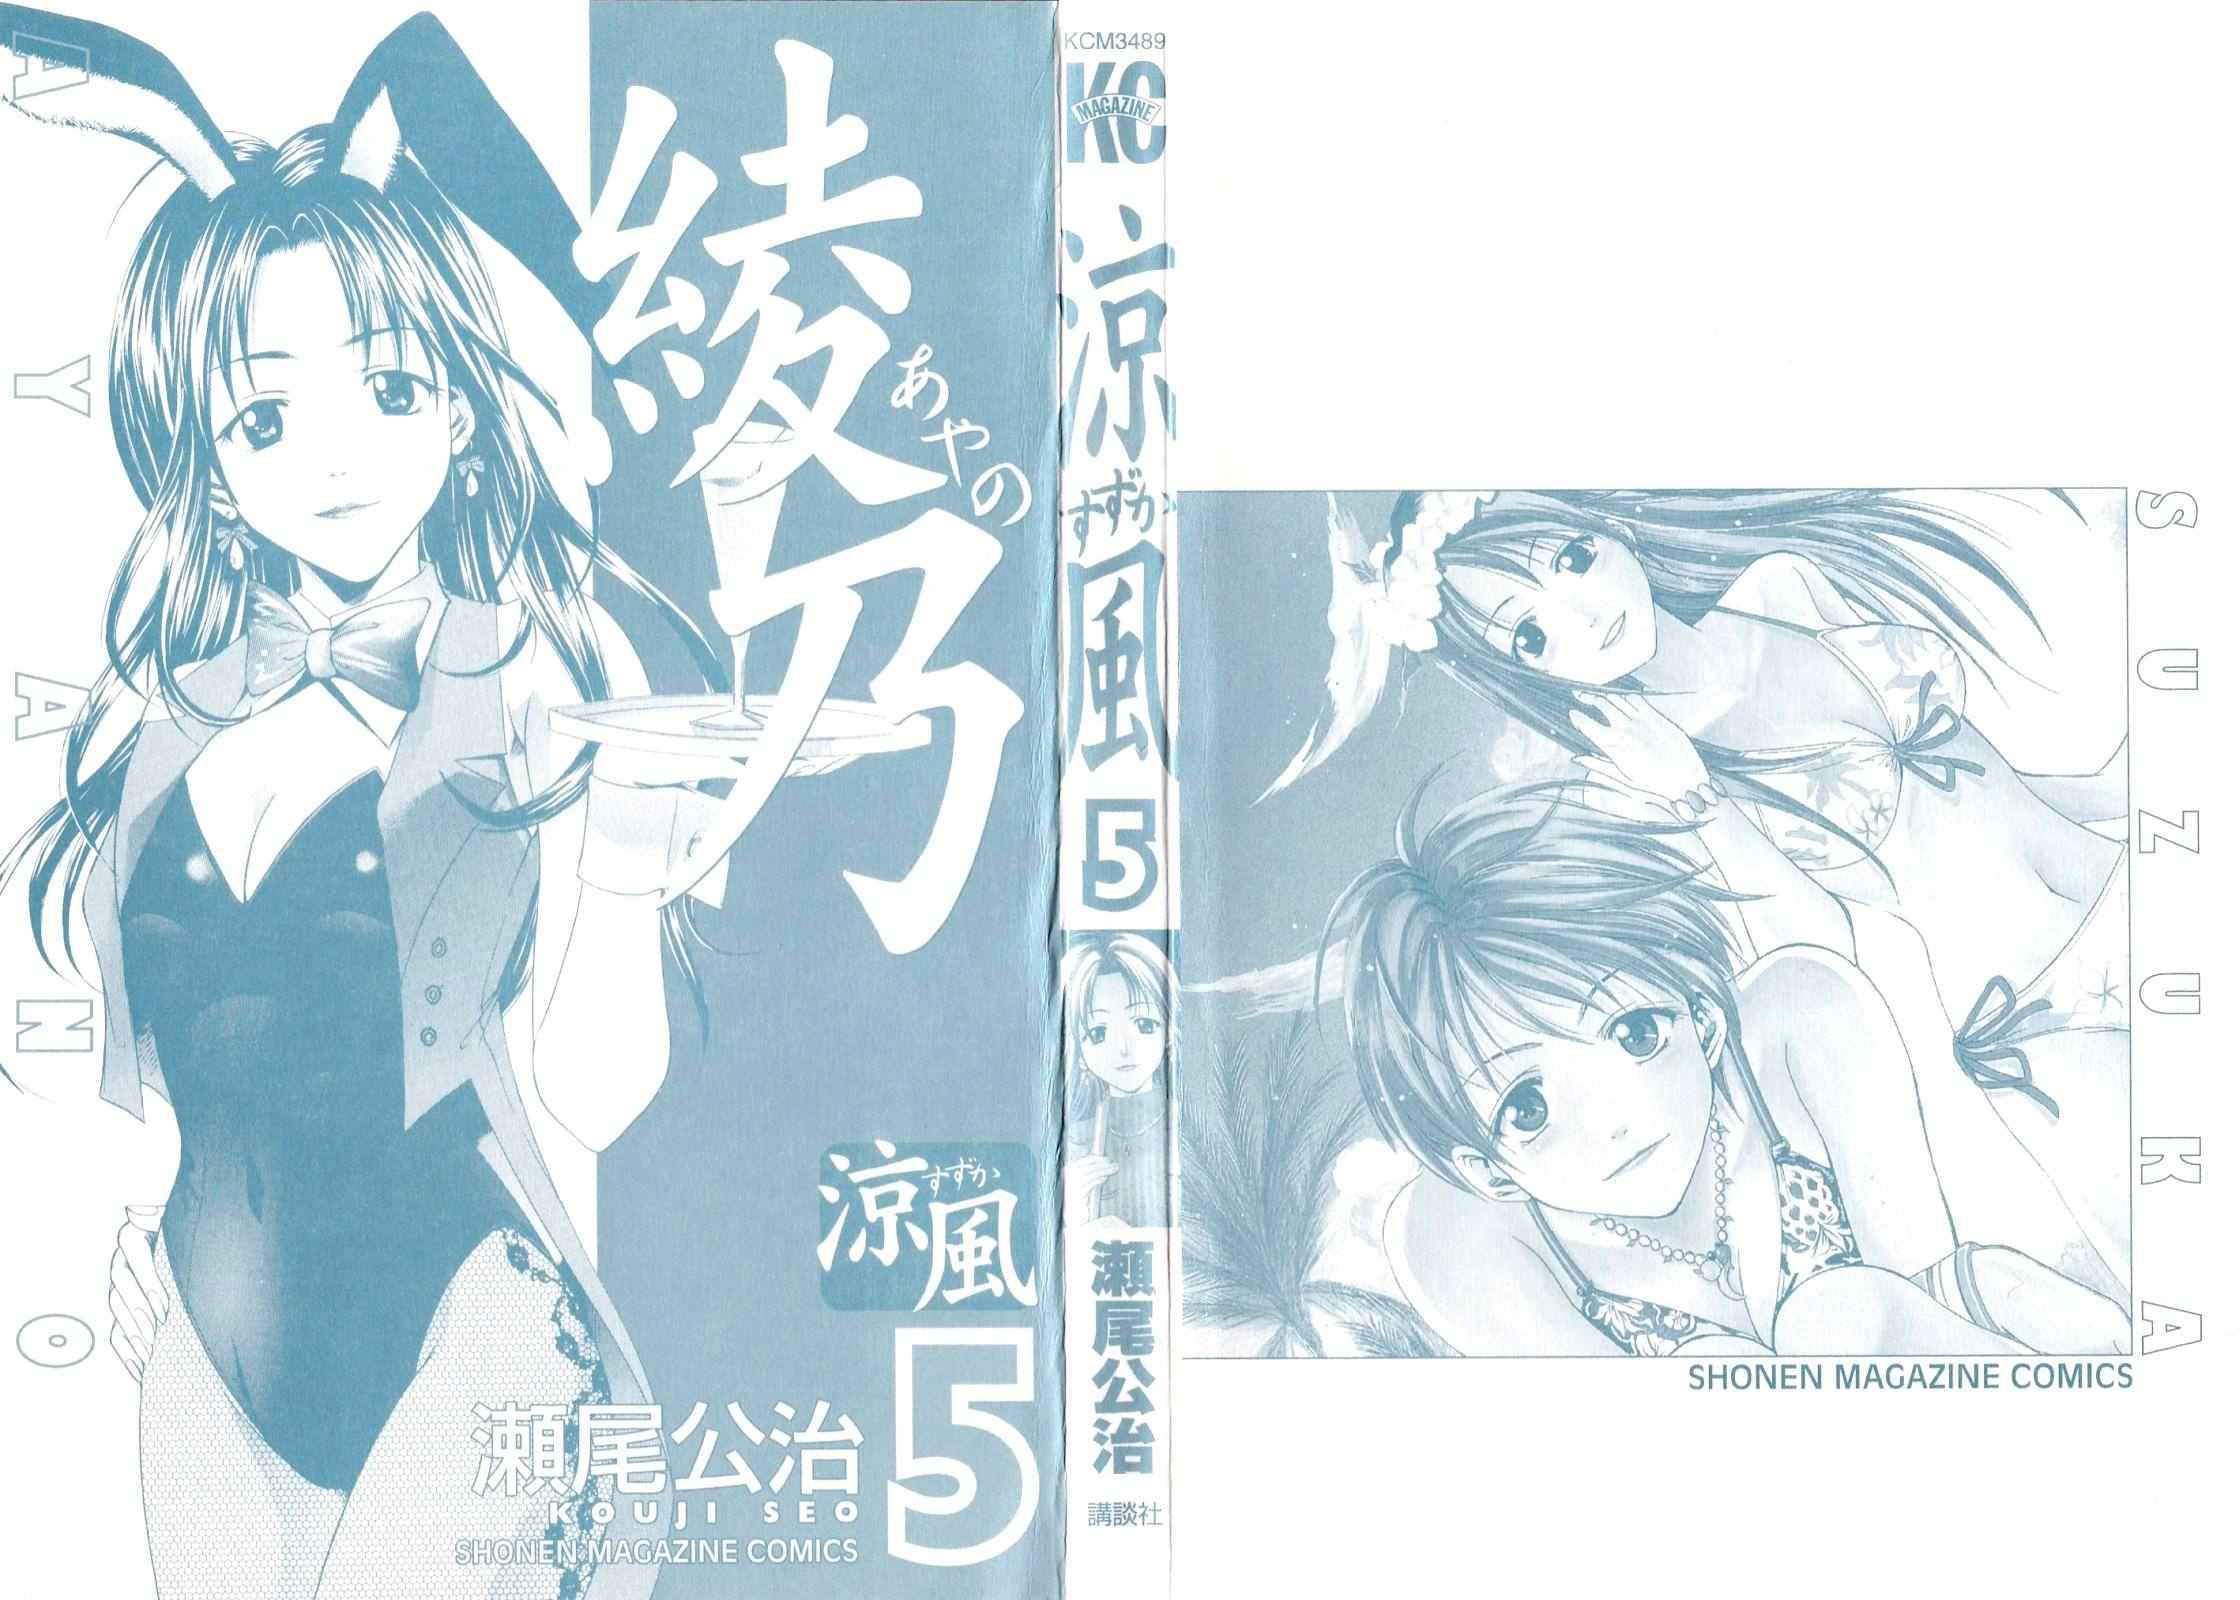 AYANO
綾乃
あやの
涼風
すずか
5
瀬尾公治
KOUJI SEO
SHONEN MAGAZINE COMICS
KCM3489
KC
MAGAZINE
涼風
すずか
5
瀬尾公治
講談社
SUZUKA
SHONEN MAGAZINE COMICS